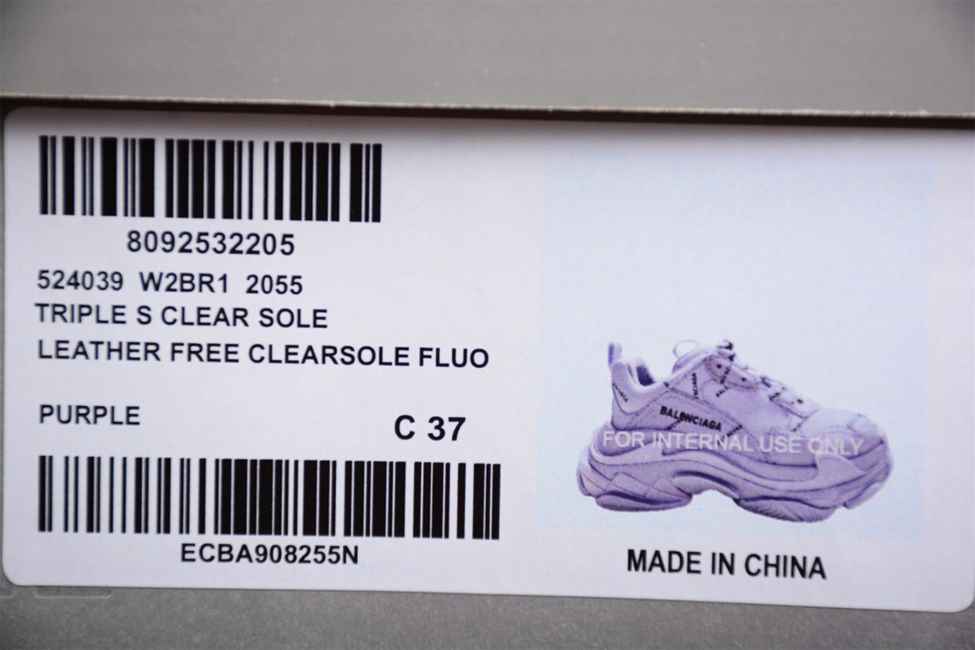 8092532205
524039 W2BR1 2055
TRIPLE S CLEAR SOLE
LEATHER FREE CLEARSOLE FLUO
PURPLE
C 37
ECBA908255N
BALENCIAGA
FOR INTERNAL USE ONLY
MADE IN CHINA